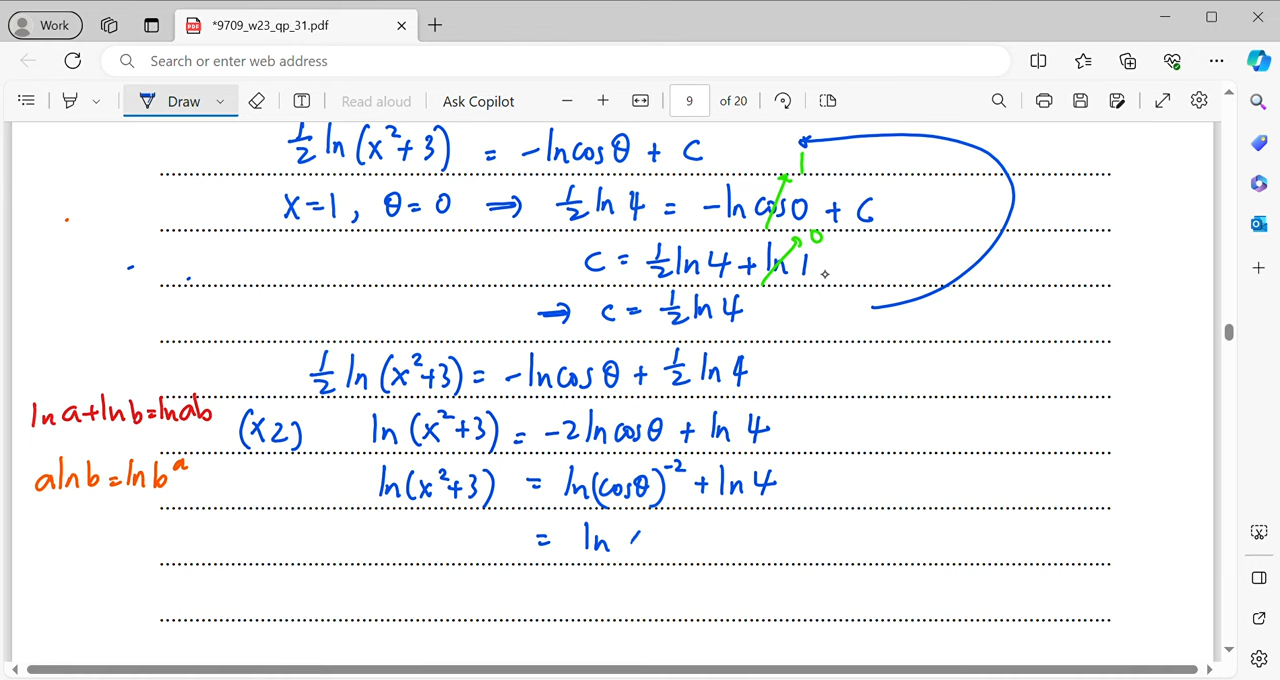 Work
*9709_w23_qp_31.pdf
Search or enter web address
Draw
Read aloud
Ask Copilot
9 of 20
½ ln (x²+3) = -ln cos θ + C
1
x=1, θ=0 ⇒ ½ ln 4 = -ln cos 0 + C
0
C = ½ ln 4 + ln 1
⇒ C = ½ ln 4
½ ln (x²+3) = -ln cos θ + ½ ln 4
ln a + ln b = ln ab
(x2) ln (x²+3) = -2 ln cos θ + ln 4
a ln b = ln bᵃ
ln(x²+3) = ln(cos θ)⁻² + ln 4
= ln